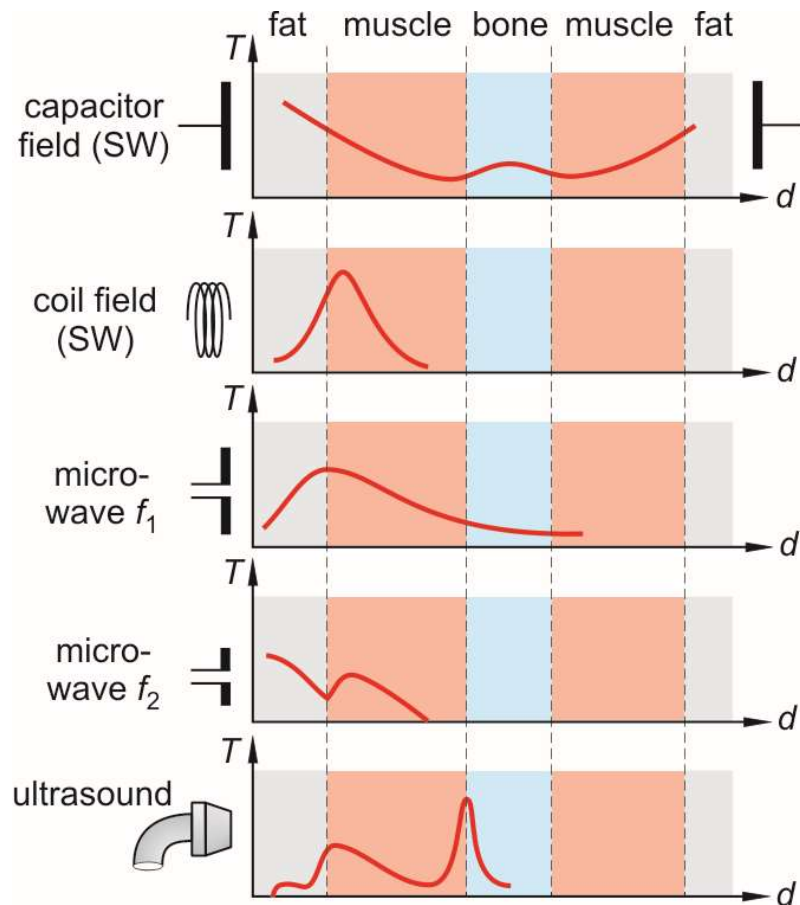 fat muscle bone muscle fat
T
capacitor
field (SW)
d
T
coil field
(SW)
d
T
micro-
wave f₁
d
T
micro-
wave f₂
d
T
ultrasound
d